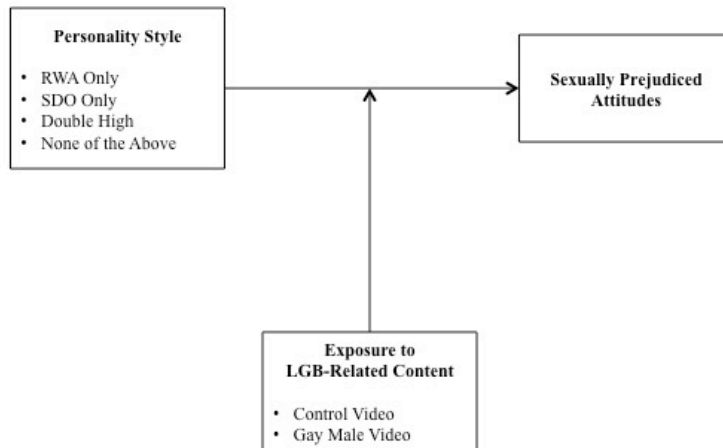 Personality Style
• RWA Only
• SDO Only
• Double High
• None of the Above
Sexually Prejudiced
Attitudes
Exposure to
LGB-Related Content
• Control Video
• Gay Male Video